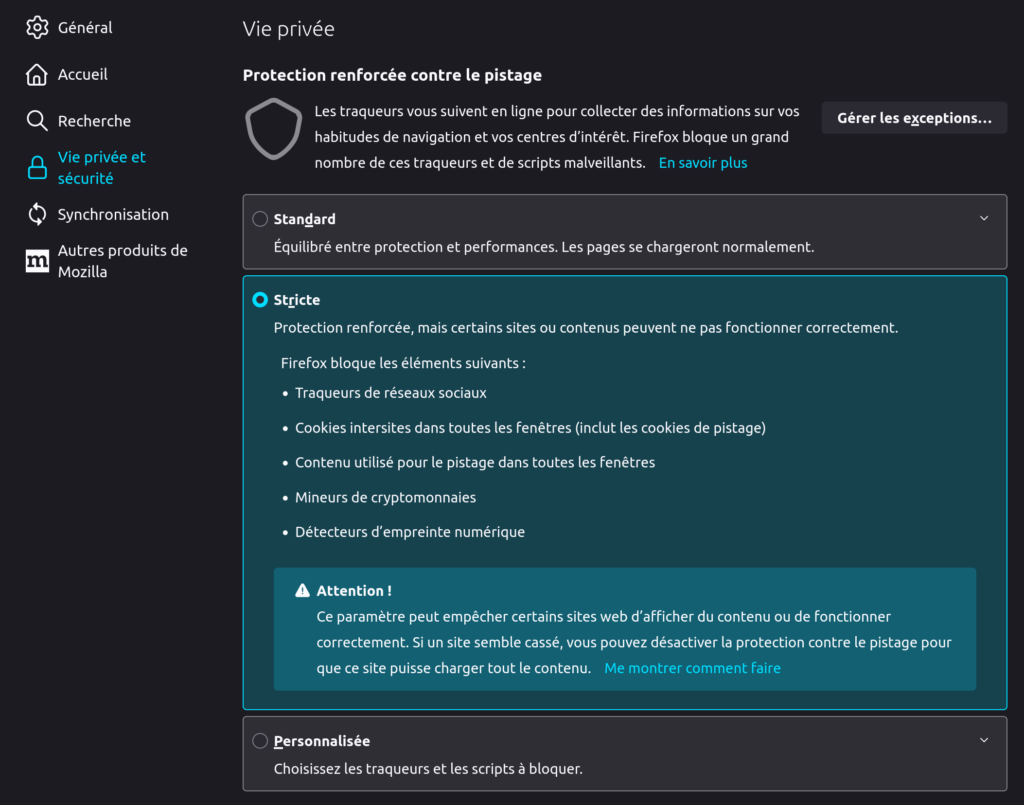 Général
Accueil
Recherche
Vie privée et
sécurité
Synchronisation
m
Autres produits de
Mozilla
Vie privée
Protection renforcée contre le pistage
Les traqueurs vous suivent en ligne pour collecter des informations sur vos
habitudes de navigation et vos centres d’intérêt. Firefox bloque un grand
nombre de ces traqueurs et de scripts malveillants. En savoir plus
Gérer les exceptions…
Standard
Équilibré entre protection et performances. Les pages se chargeront normalement.
Stricte
Protection renforcée, mais certains sites ou contenus peuvent ne pas fonctionner correctement.
Firefox bloque les éléments suivants :
• Traqueurs de réseaux sociaux
• Cookies intersites dans toutes les fenêtres (inclut les cookies de pistage)
• Contenu utilisé pour le pistage dans toutes les fenêtres
• Mineurs de cryptomonnaies
• Détecteurs d’empreinte numérique
Attention !
Ce paramètre peut empêcher certains sites web d’afficher du contenu ou de fonctionner
correctement. Si un site semble cassé, vous pouvez désactiver la protection contre le pistage pour
que ce site puisse charger tout le contenu. Me montrer comment faire
Personnalisée
Choisissez les traqueurs et les scripts à bloquer.